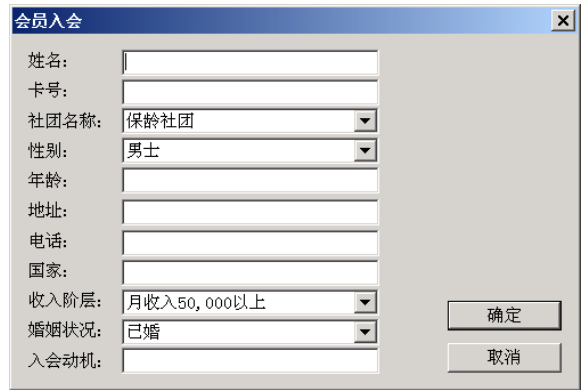 会员入会
姓名:
卡号:
社团名称: 保龄社团
性别: 男士
年龄:
地址:
电话:
国家:
收入阶层: 月收入50,000以上
婚姻状况: 已婚
入会动机:
确定
取消